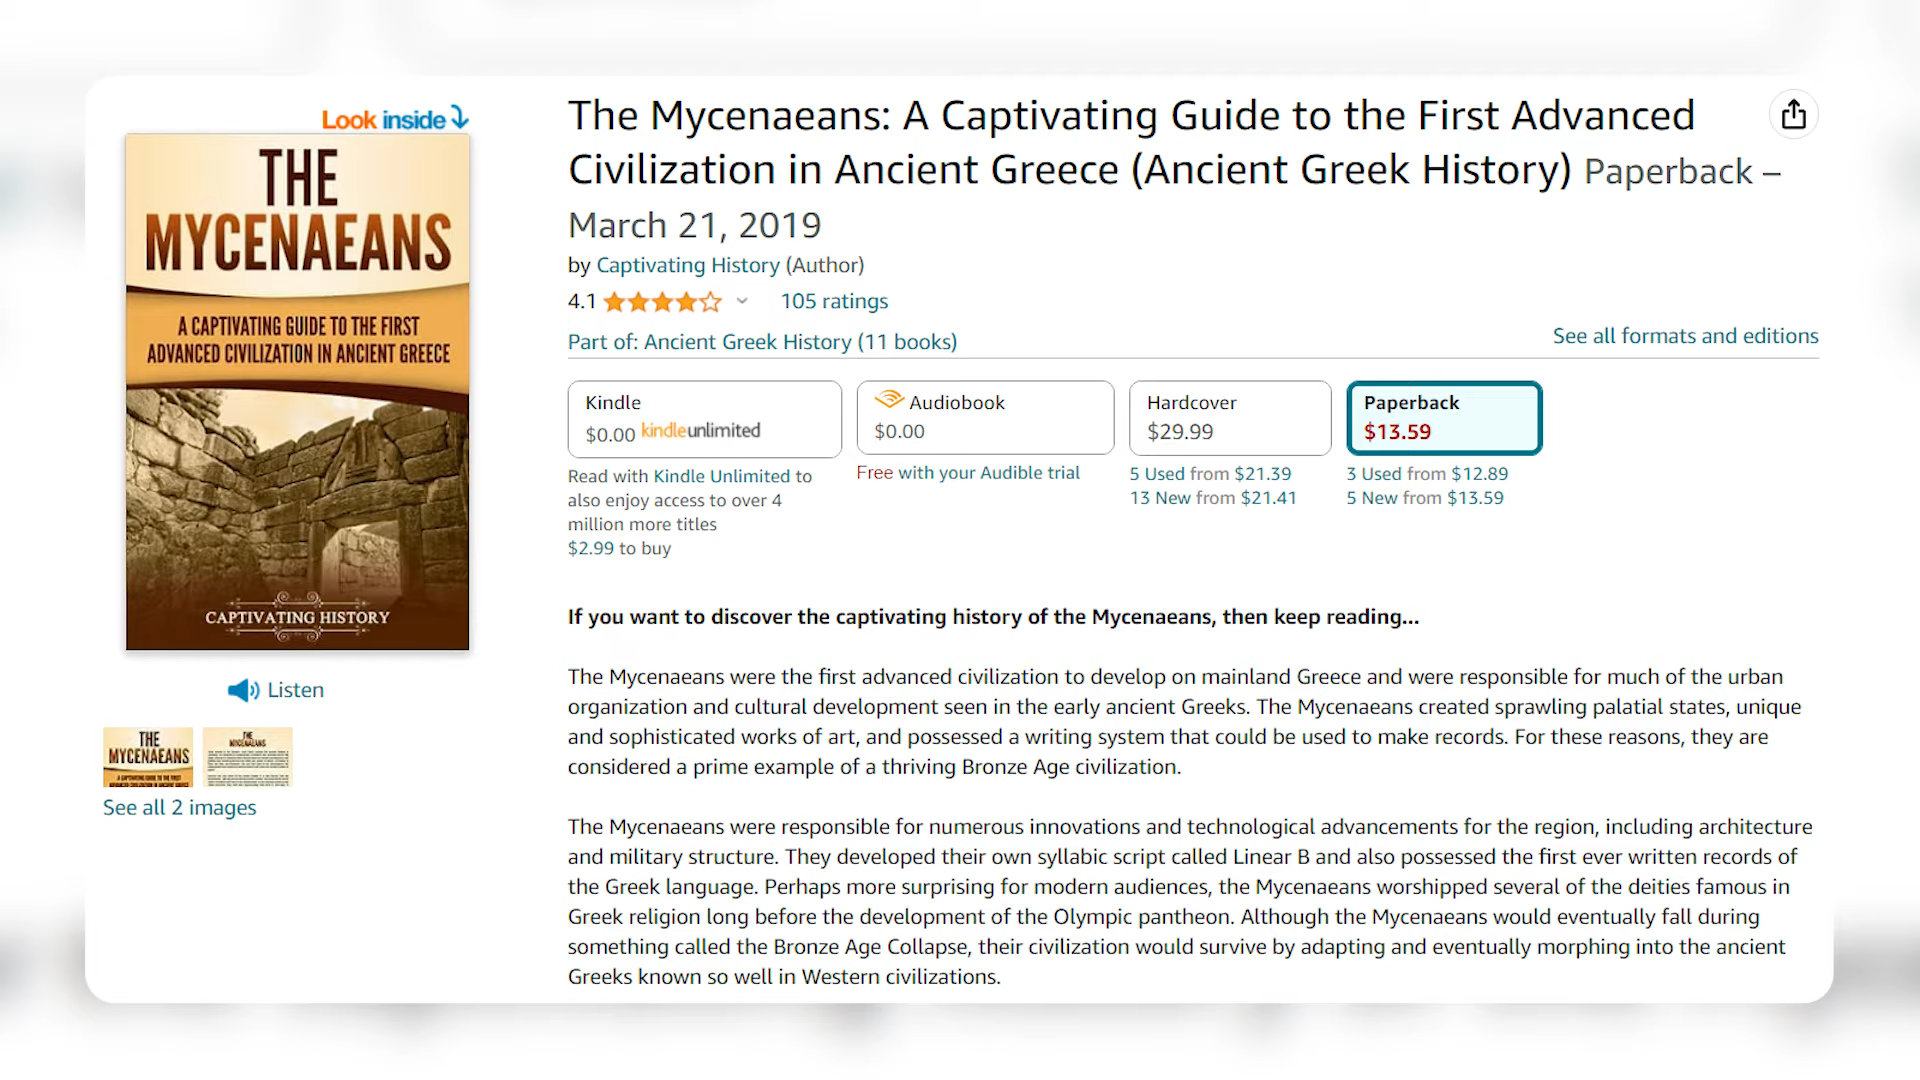 Look inside
THE
MYCENAEANS
A CAPTIVATING GUIDE TO THE FIRST
ADVANCED CIVILIZATION IN ANCIENT GREECE
CAPTIVATING HISTORY
Listen
THE
MYCENAEANS
A CAPTIVATING GUIDE TO THE FIRST
ADVANCED CIVILIZATION IN ANCIENT GREECE
THE
MYCENAEANS
See all 2 images
The Mycenaeans: A Captivating Guide to the First Advanced
Civilization in Ancient Greece (Ancient Greek History) Paperback –
March 21, 2019
by Captivating History (Author)
4.1 105 ratings
Part of: Ancient Greek History (11 books)
See all formats and editions
Kindle
$0.00 kindleunlimited
Read with Kindle Unlimited to
also enjoy access to over 4
million more titles
$2.99 to buy
Audiobook
$0.00
Free with your Audible trial
Hardcover
$29.99
5 Used from $21.39
13 New from $21.41
Paperback
$13.59
3 Used from $12.89
5 New from $13.59
If you want to discover the captivating history of the Mycenaeans, then keep reading...
The Mycenaeans were the first advanced civilization to develop on mainland Greece and were responsible for much of the urban
organization and cultural development seen in the early ancient Greeks. The Mycenaeans created sprawling palatial states, unique
and sophisticated works of art, and possessed a writing system that could be used to make records. For these reasons, they are
considered a prime example of a thriving Bronze Age civilization.
The Mycenaeans were responsible for numerous innovations and technological advancements for the region, including architecture
and military structure. They developed their own syllabic script called Linear B and also possessed the first ever written records of
the Greek language. Perhaps more surprising for modern audiences, the Mycenaeans worshipped several of the deities famous in
Greek religion long before the development of the Olympic pantheon. Although the Mycenaeans would eventually fall during
something called the Bronze Age Collapse, their civilization would survive by adapting and eventually morphing into the ancient
Greeks known so well in Western civilizations.